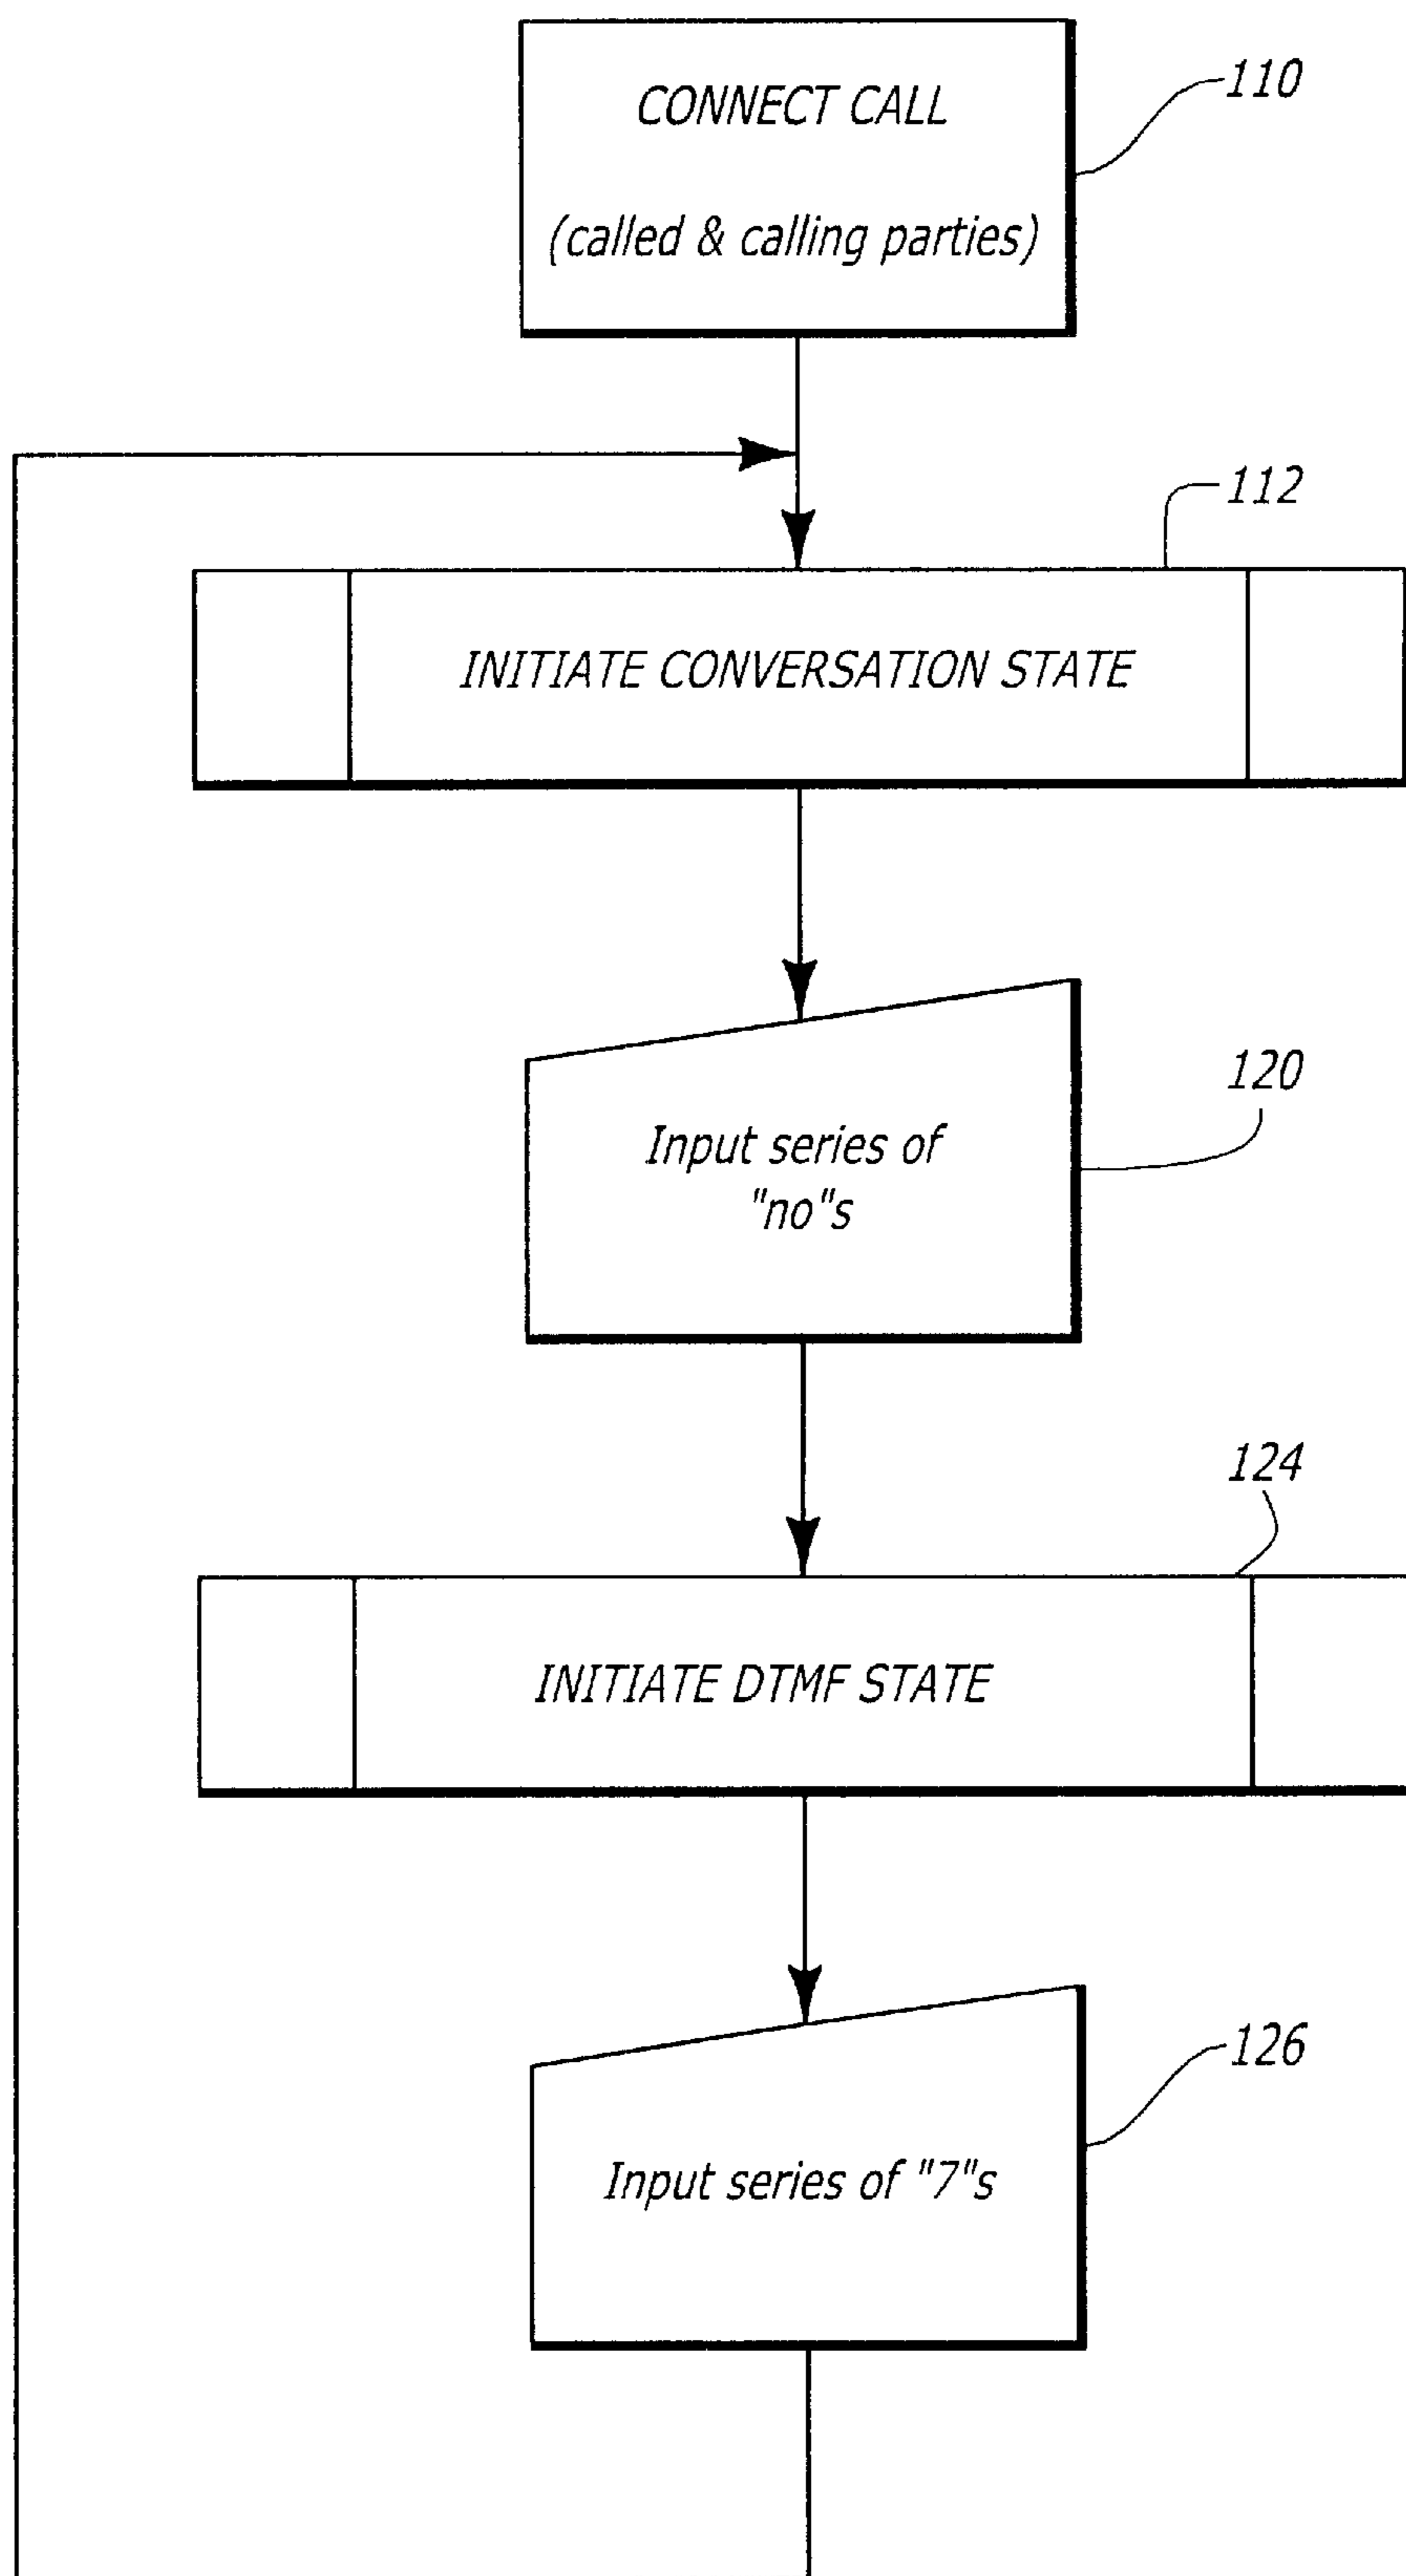 CONNECT CALL
110
(called & calling parties)
112
INITIATE CONVERSATION STATE
120
Input series of
"no"s
124
INITIATE DTMF STATE
126
Input series of "7"s